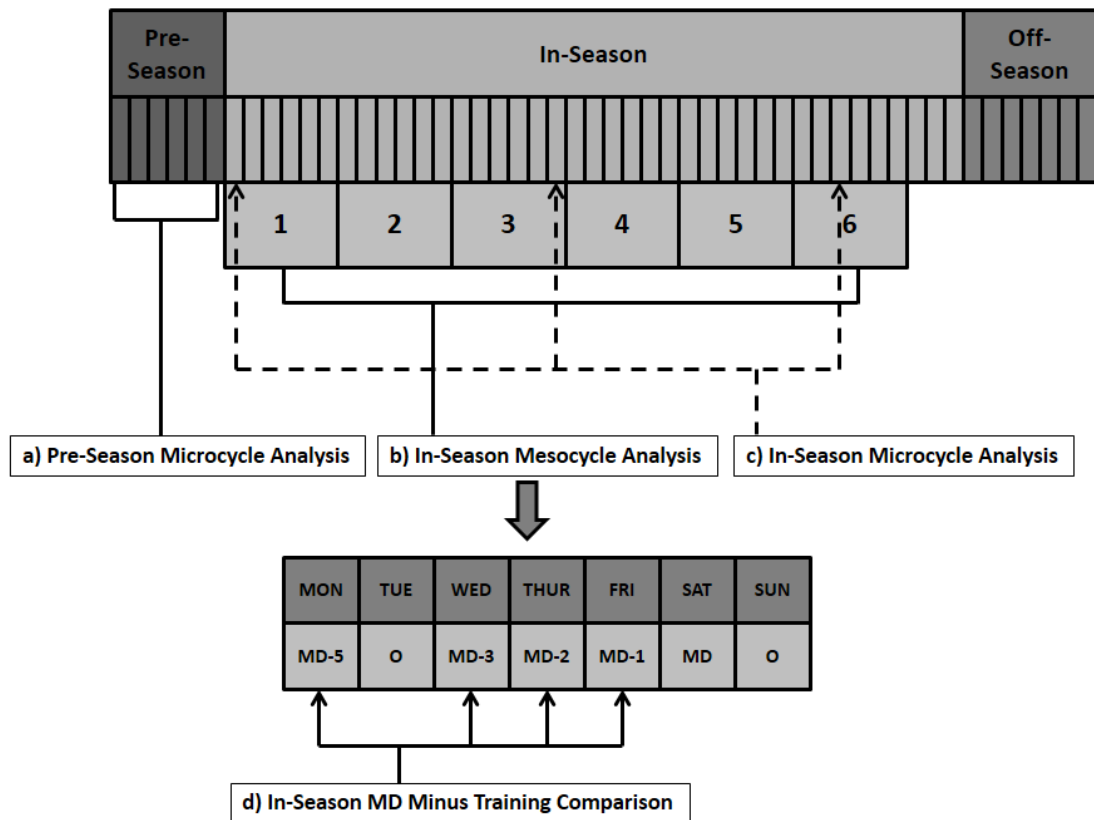 Pre-
Season
In-Season
Off-
Season
1 2 3 4 5 6
a) Pre-Season Microcycle Analysis
b) In-Season Mesocycle Analysis
c) In-Season Microcycle Analysis
MON TUE WED THUR FRI SAT SUN
MD-5 O MD-3 MD-2 MD-1 MD O
d) In-Season MD Minus Training Comparison